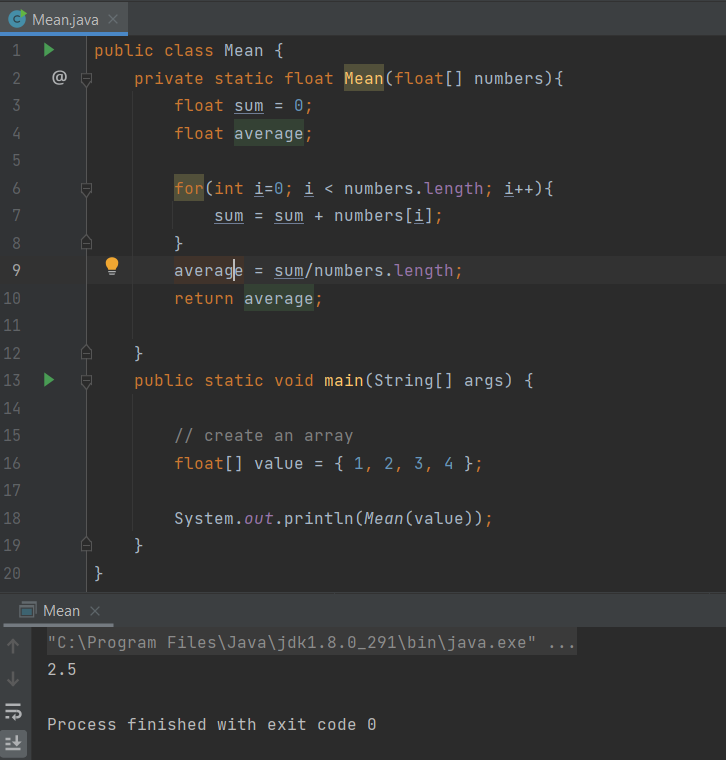 Mean.java
1 public class Mean {
2 @ private static float Mean(float[] numbers){
3 float sum = 0;
4 float average;
5
6 for(int i=0; i < numbers.length; i++){
7 sum = sum + numbers[i];
8 }
9 average = sum/numbers.length;
10 return average;
11
12 }
13 public static void main(String[] args) {
14
15 // create an array
16 float[] value = { 1, 2, 3, 4 };
17
18 System.out.println(Mean(value));
19 }
20 }
Mean
"C:\Program Files\Java\jdk1.8.0_291\bin\java.exe" ...
2.5
Process finished with exit code 0